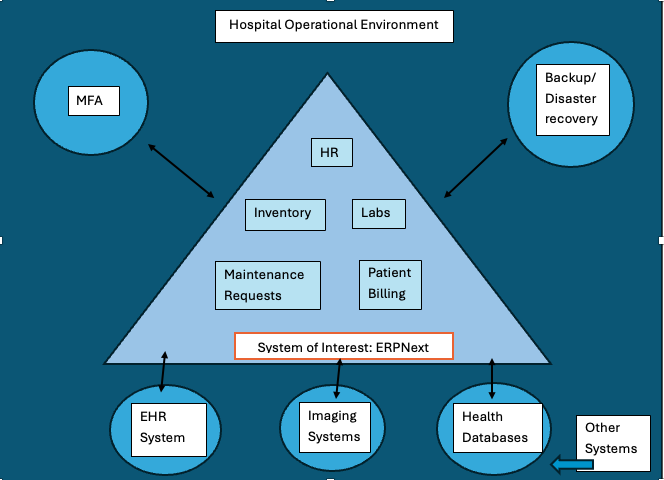 Hospital Operational Environment
MFA
Backup/
Disaster
recovery
HR
Inventory
Labs
Maintenance
Requests
Patient
Billing
System of Interest: ERPNext
EHR
System
Imaging
Systems
Health
Databases
Other
Systems